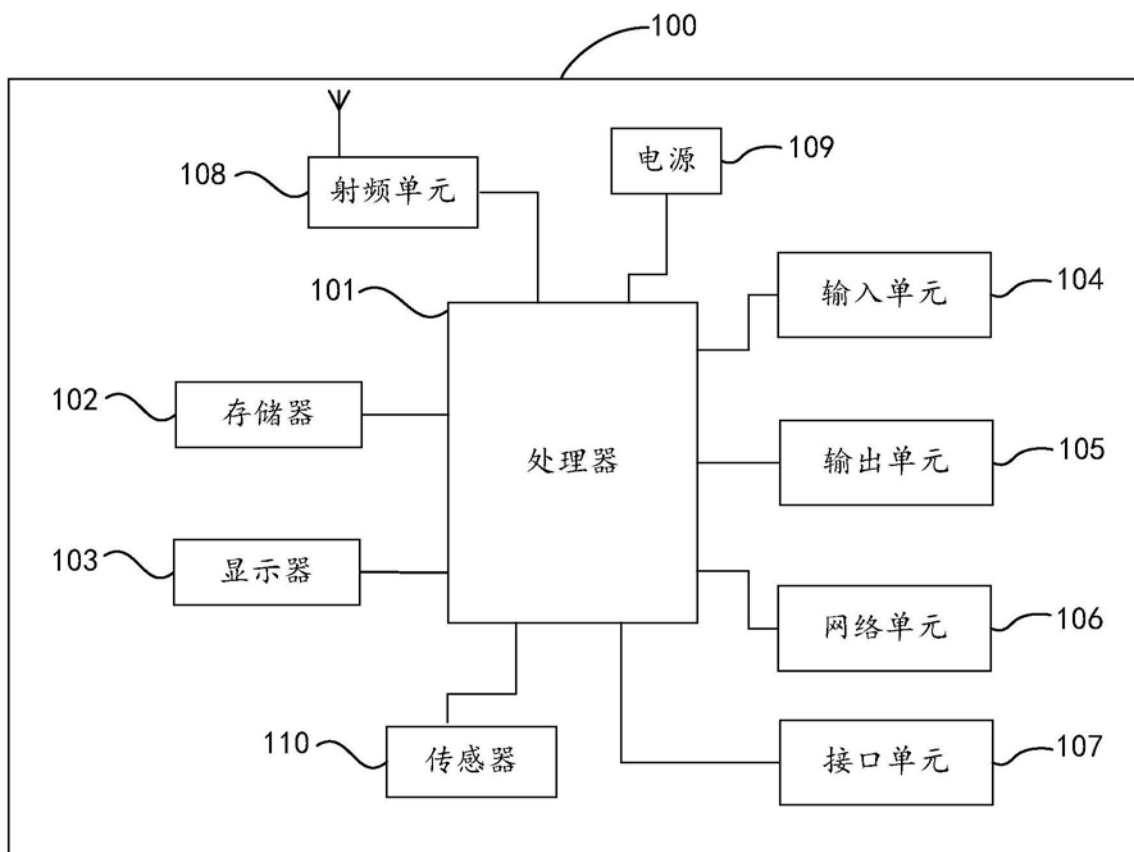 100
电源
109
108
射频单元
101
输入单元
104
102
存储器
处理器
输出单元
105
103
显示器
网络单元
106
110
传感器
接口单元
107